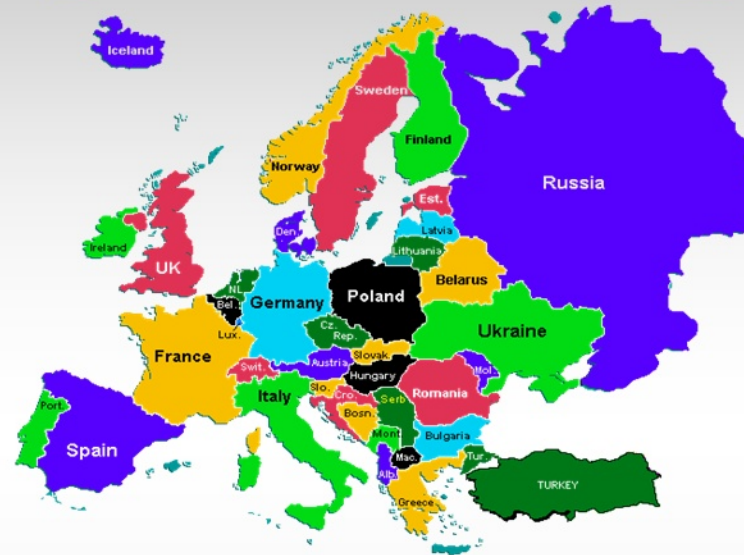 Iceland
Sweden
Finland
Norway
Russia
Est.
Den.
Latvia
Ireland
Lithuania
UK
NL
Belarus
Germany
Poland
Bel.
Cz.
Rep.
Ukraine
Lux.
France
Slovak.
Austria
Swit.
Mol.
Hungary
Slo.
Romania
Italy
Cro.
Serb
Port.
Bosn.
Mont
Bulgaria
Spain
Mac.
Tur.
Alb.
TURKEY
Greece